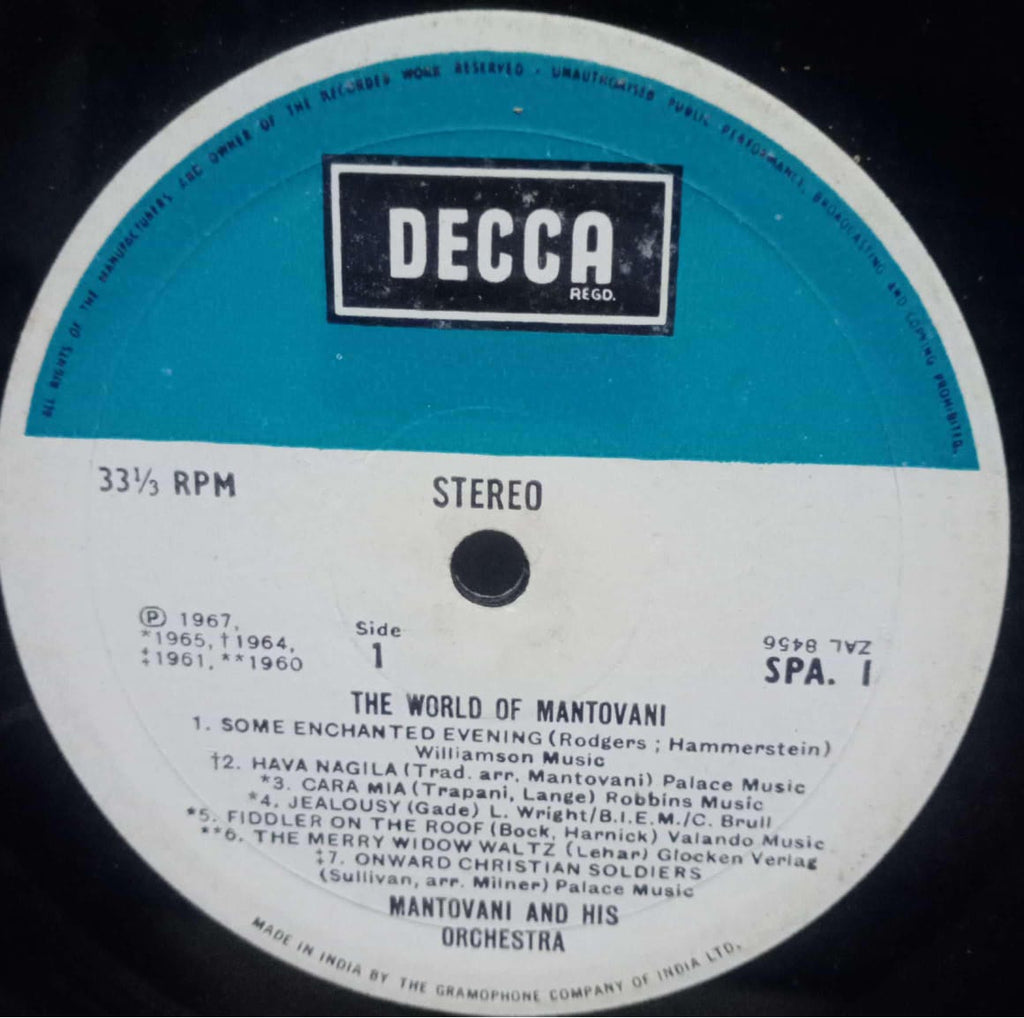 ALL RIGHTS OF THE MANUFACTURERS AND OWNER OF THE RECORDED WORK RESERVED · UNAUTHORISED PUBLIC PERFORMANCE, BROADCASTING AND COPYING PROHIBITED.
DECCA
REGD.
33⅓ RPM
STEREO
Ⓟ 1967,
*1965, †1964,
‡1961, **1960
Side
1
ZAL 8456
SPA. 1
THE WORLD OF MANTOVANI
1. SOME ENCHANTED EVENING (Rodgers ; Hammerstein)
Williamson Music
†2. HAVA NAGILA (Trad. arr. Mantovani) Palace Music
*3. CARA MIA (Trapani, Lange) Robbins Music
*4. JEALOUSY (Gade) L. Wright/B.I.E.M./C. Brull
*5. FIDDLER ON THE ROOF (Bock, Harnick) Valando Music
**6. THE MERRY WIDOW WALTZ (Lehar) Glocken Verlag
‡7. ONWARD CHRISTIAN SOLDIERS
(Sullivan, arr. Milner) Palace Music
MANTOVANI AND HIS
ORCHESTRA
MADE IN INDIA BY THE GRAMOPHONE COMPANY OF INDIA LTD.